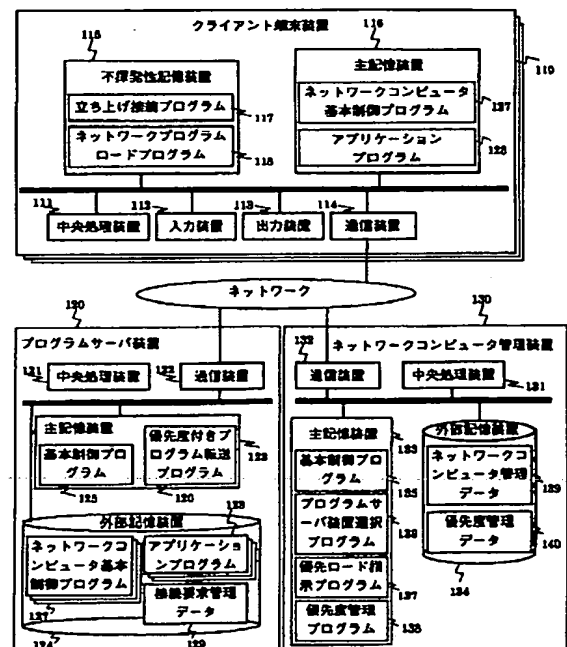 クライアント端末装置
115
116
110
不揮発性記憶装置
主記憶装置
立ち上げ接続プログラム
117
ネットワークコンピュータ
基本制御プログラム
127
ネットワークプログラム
ロードプログラム
118
アプリケーション
プログラム
128
111
112
113
114
中央処理装置
入力装置
出力装置
通信装置
ネットワーク
120
プログラムサーバ装置
121
中央処理装置
122
通信装置
主記憶装置
基本制御プログラム
125
優先度付きプ
ログラム転送
プログラム
123
120
外部記憶装置
128
ネットワークコ
ンピュータ基本
制御プログラム
アプリケーショ
ンプログラム
接続要求管理
データ
127
124
129
130
ネットワークコンピュータ管理装置
132
通信装置
中央処理装置
131
主記憶装置
133
基本制御プロ
グラム
135
プログラムサ
ーバ装置選択
プログラム
優先ロード指
示プログラム
137
優先度管理
プログラム
外部記憶装置
ネットワークコ
ンピュータ管理
データ
139
優先度管理
データ
140
134